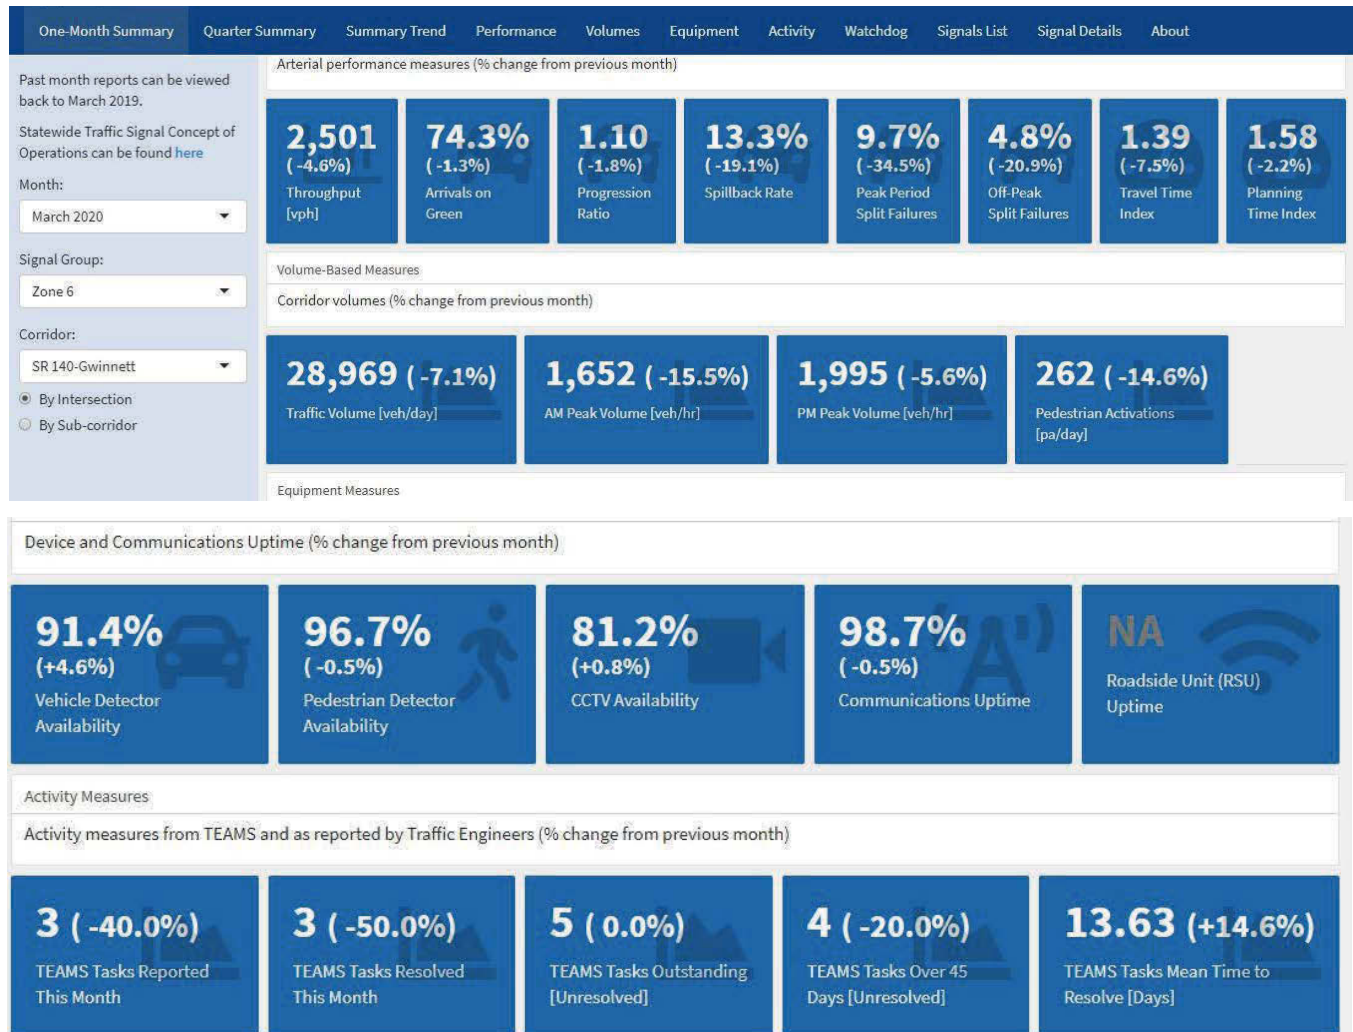 One-Month Summary Quarter Summary Summary Trend Performance Volumes Equipment Activity Watchdog Signals List Signal Details About
Past month reports can be viewed
back to March 2019.
Statewide Traffic Signal Concept of
Operations can be found here
Month:
March 2020
Signal Group:
Zone 6
Corridor:
SR 140-Gwinnett
By Intersection
By Sub-corridor
Arterial performance measures (% change from previous month)
2,501
( -4.6%)
Throughput
[vph]
74.3%
( -1.3%)
Arrivals on
Green
1.10
( -1.8%)
Progression
Ratio
13.3%
( -19.1%)
Spillback Rate
9.7%
( -34.5%)
Peak Period
Split Failures
4.8%
( -20.9%)
Off-Peak
Split Failures
1.39
( -7.5%)
Travel Time
Index
1.58
( -2.2%)
Planning
Time Index
Volume-Based Measures
Corridor volumes (% change from previous month)
28,969 ( -7.1%)
Traffic Volume [veh/day]
1,652 ( -15.5%)
AM Peak Volume [veh/hr]
1,995 ( -5.6%)
PM Peak Volume [veh/hr]
262 ( -14.6%)
Pedestrian Activations
[pa/day]
Equipment Measures
Device and Communications Uptime (% change from previous month)
91.4%
(+4.6%)
Vehicle Detector
Availability
96.7%
( -0.5%)
Pedestrian Detector
Availability
81.2%
(+0.8%)
CCTV Availability
98.7%
( -0.5%)
Communications Uptime
NA
Roadside Unit (RSU)
Uptime
Activity Measures
Activity measures from TEAMS and as reported by Traffic Engineers (% change from previous month)
3 ( -40.0%)
TEAMS Tasks Reported
This Month
3 ( -50.0%)
TEAMS Tasks Resolved
This Month
5 ( 0.0%)
TEAMS Tasks Outstanding
[Unresolved]
4 ( -20.0%)
TEAMS Tasks Over 45
Days [Unresolved]
13.63 (+14.6%)
TEAMS Tasks Mean Time to
Resolve [Days]